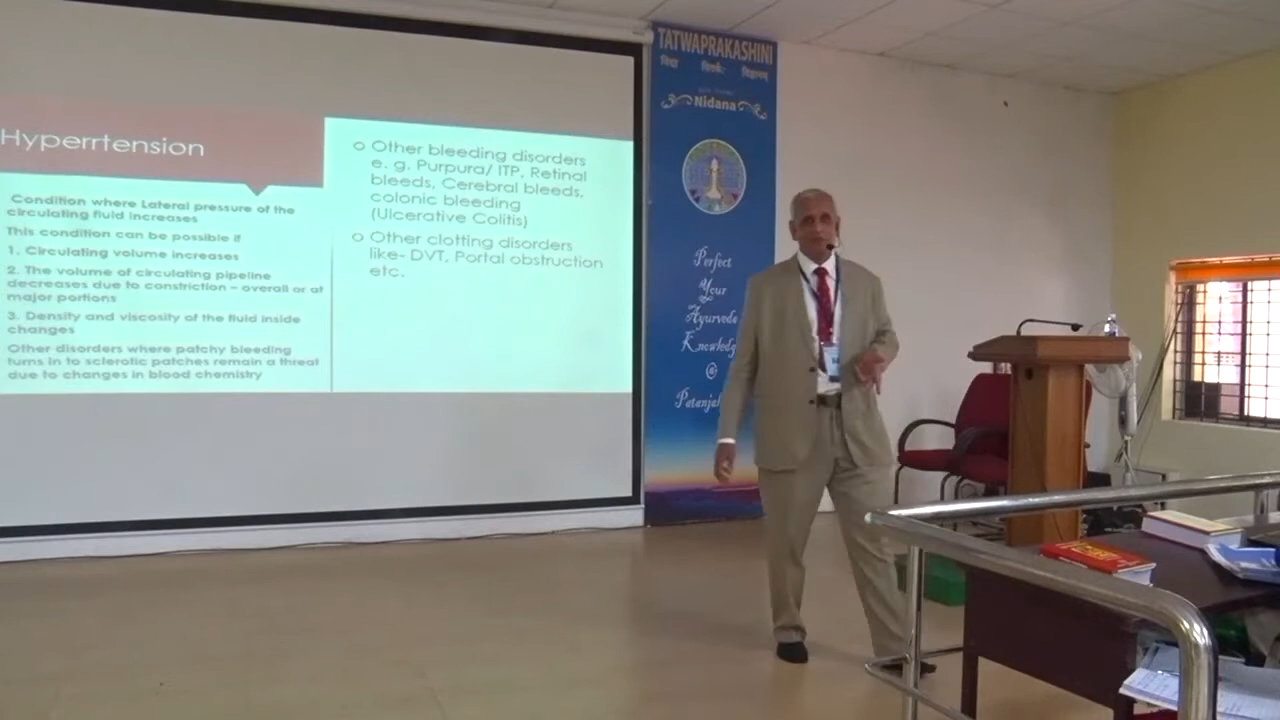 Hyperrtension
Condition where Lateral pressure of the
circulating fluid increases
This condition can be possible if
1. Circulating volume increases
2. The volume of circulating pipeline
decreases due to constriction – overall or at
major portions
3. Density and viscosity of the fluid inside
changes
Other disorders where patchy bleeding
turns in to sclerotic patches remain a threat
due to changes in blood chemistry
o Other bleeding disorders
e. g. Purpura/ ITP, Retinal
bleeds, Cerebral bleeds,
colonic bleeding
(Ulcerative Colitis)
o Other clotting disorders
like- DVT, Portal obstruction
etc.
TATWAPRAKASHINI
विद्या वितर्कः विज्ञानम्
Nidana
Perfect
Your
Ayurveda
Knowledg
@
Patanjal